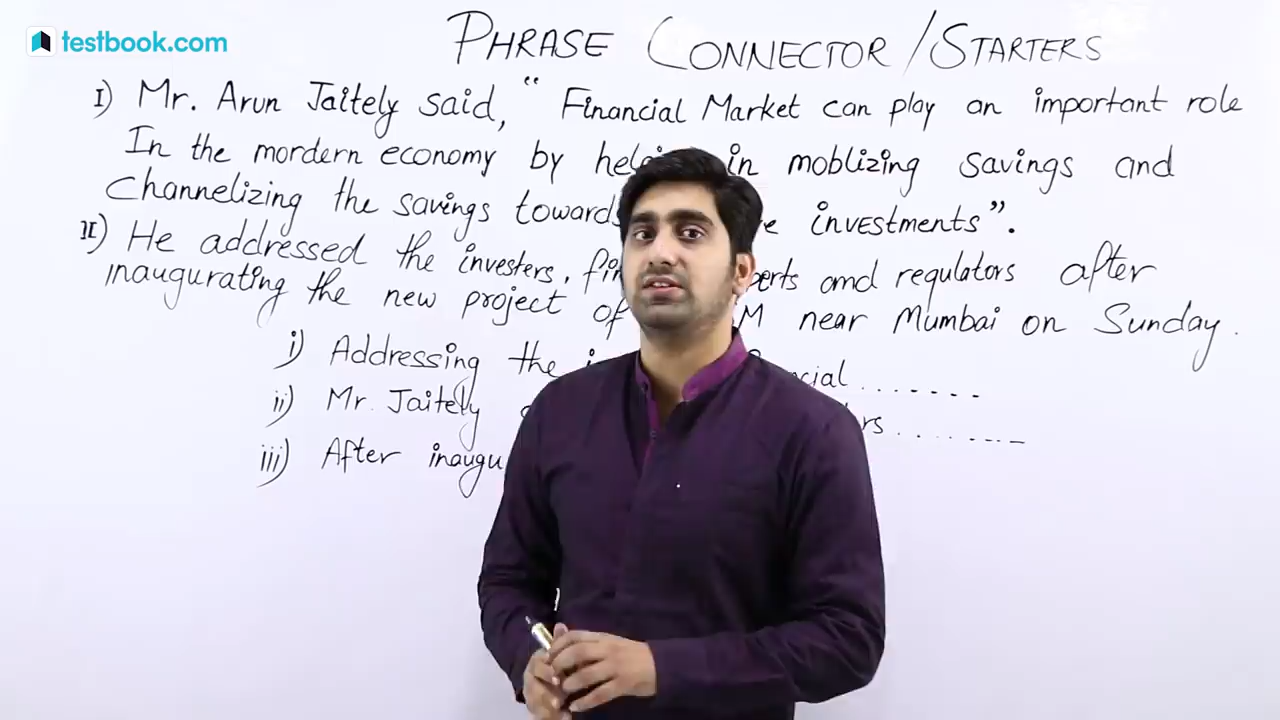 testbook.com
PHRASE CONNECTOR / STARTERS
I) Mr. Arun Jaitely said, “ Financial Market can play an important role
In the mordern economy by in moblizing savings and
Channelizing the savings towards investments”.
II) He addressed the investers, and regulators after
inaugurating the new project of near Mumbai on Sunday.
i) Addressing the .......
ii) Mr. Jaitely .......
iii) After